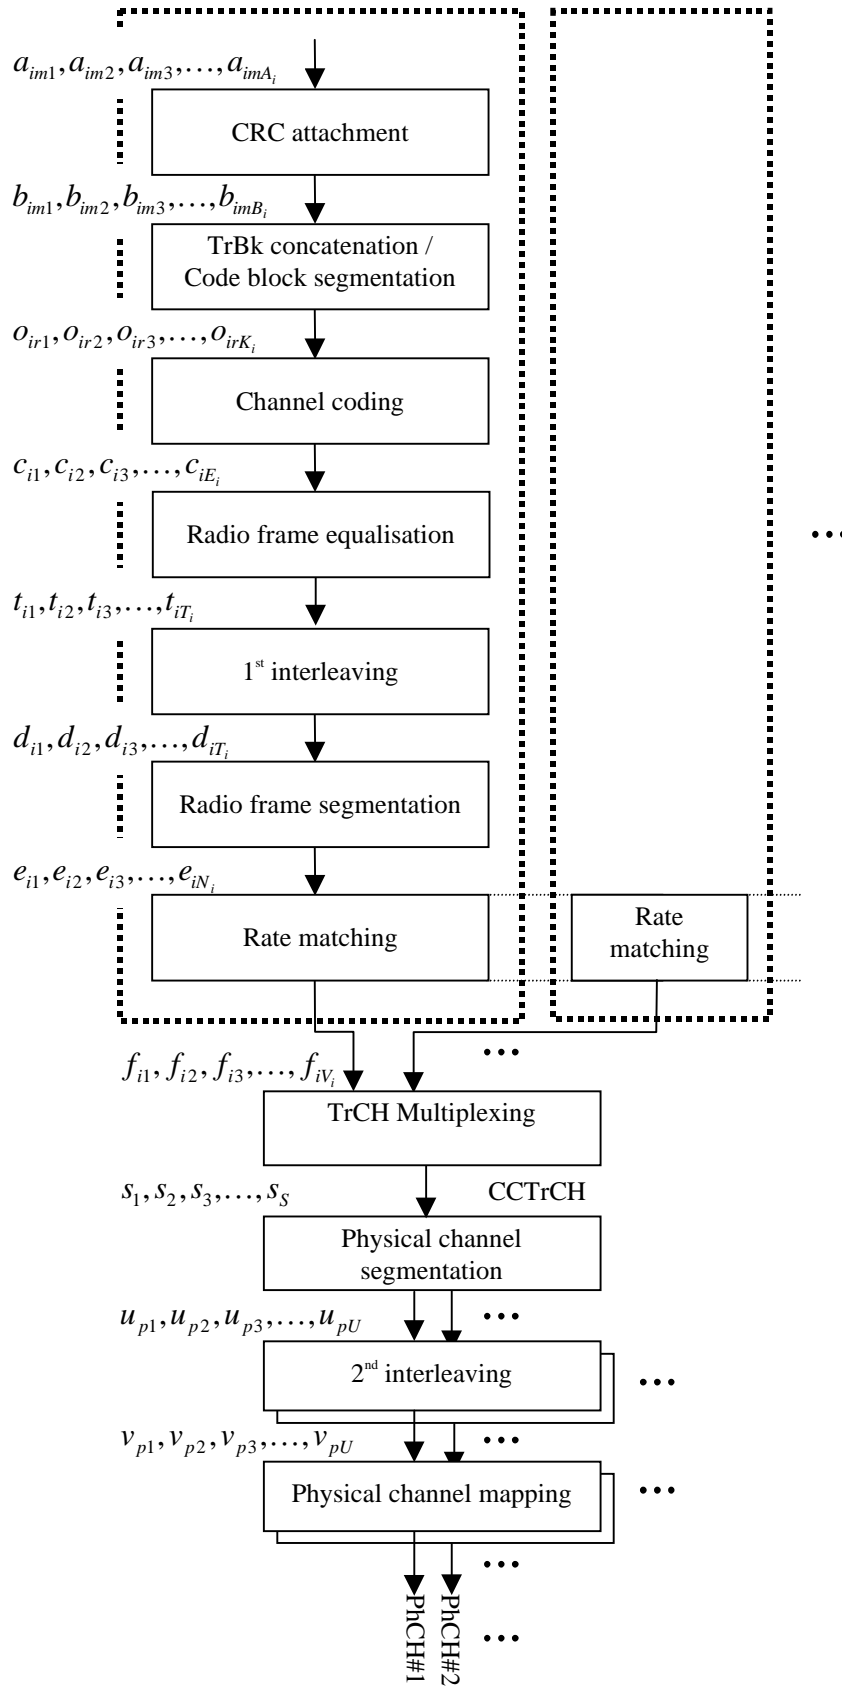 a_{im1}, a_{im2}, a_{im3}, …, a_{imA_i}
CRC attachment
b_{im1}, b_{im2}, b_{im3}, …, b_{imB_i}
TrBk concatenation /
Code block segmentation
o_{ir1}, o_{ir2}, o_{ir3}, …, o_{irK_i}
Channel coding
c_{i1}, c_{i2}, c_{i3}, …, c_{iE_i}
Radio frame equalisation
…
t_{i1}, t_{i2}, t_{i3}, …, t_{iT_i}
1^{st} interleaving
d_{i1}, d_{i2}, d_{i3}, …, d_{iT_i}
Radio frame segmentation
e_{i1}, e_{i2}, e_{i3}, …, e_{iN_i}
Rate matching
Rate
matching
…
f_{i1}, f_{i2}, f_{i3}, …, f_{iV_i}
TrCH Multiplexing
s_1, s_2, s_3, …, s_S
CCTrCH
Physical channel
segmentation
u_{p1}, u_{p2}, u_{p3}, …, u_{pU}
…
2^{nd} interleaving
…
v_{p1}, v_{p2}, v_{p3}, …, v_{pU}
…
Physical channel mapping
…
…
PhCH#1
PhCH#2
…